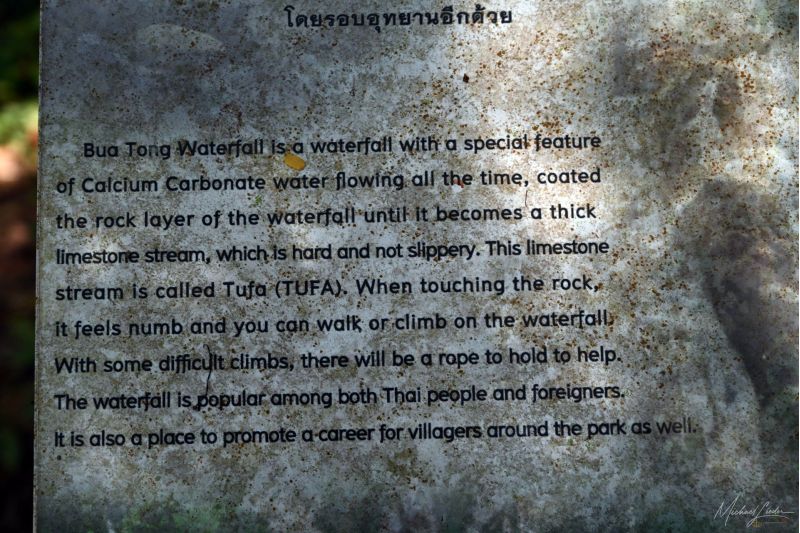 โดยรอบอุทยานอีกด้วย
Bua Tong Waterfall is a waterfall with a special feature
of Calcium Carbonate water flowing all the time, coated
the rock layer of the waterfall until it becomes a thick
limestone stream, which is hard and not slippery. This limestone
stream is called Tufa (TUFA). When touching the rock,
it feels numb and you can walk or climb on the waterfall.
With some difficult climbs, there will be a rope to hold to help.
The waterfall is popular among both Thai people and foreigners.
It is also a place to promote a career for villagers around the park as well.
Michael